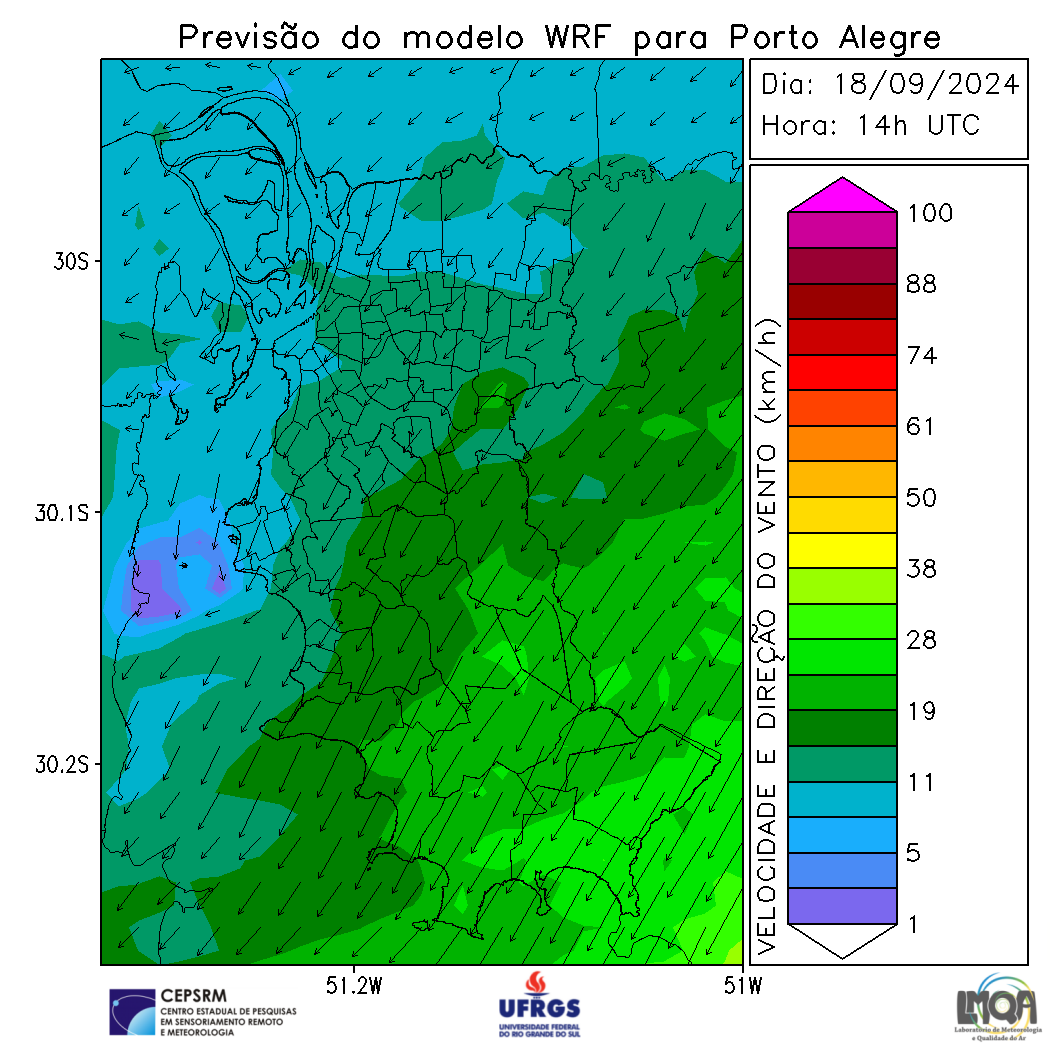 Previsão do modelo WRF para Porto Alegre
Dia: 18/09/2024
Hora: 14h UTC
30S
30.1S
30.2S
51.2W
51W
VELOCIDADE E DIREÇÃO DO VENTO (km/h)
100
88
74
61
50
38
28
19
11
5
1
CEPSRM
CENTRO ESTADUAL DE PESQUISAS
EM SENSORIAMENTO REMOTO
E METEOROLOGIA
UFRGS
UNIVERSIDADE FEDERAL
DO RIO GRANDE DO SUL
LMQA
Laboratório de Meteorologia
e Qualidade do Ar